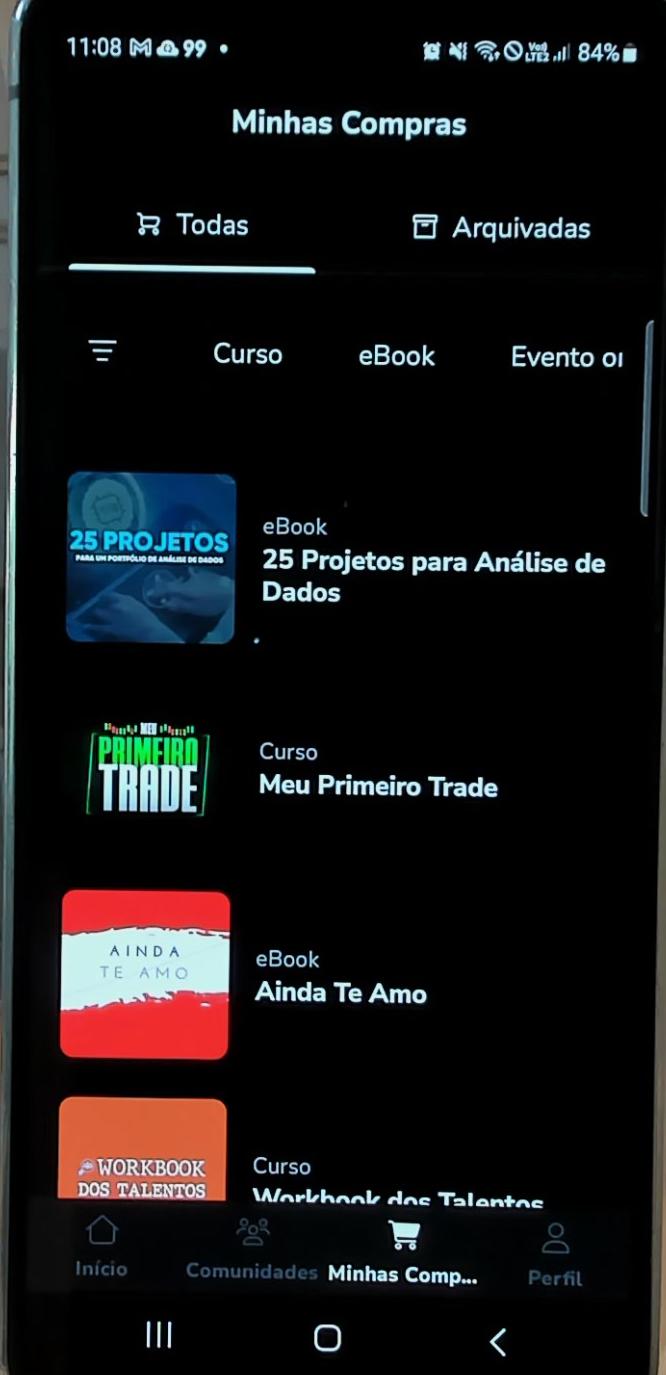 11:08 99
VoD
LTE2 84%
Minhas Compras
Todas
Arquivadas
Curso
eBook
Evento
25 PROJETOS
PARA UM PORTFÓLIO DE ANÁLISE DE DADOS
eBook
25 Projetos para Análise de
Dados
MEU
PRIMEIRO
TRADE
Curso
Meu Primeiro Trade
AINDA
TE AMO
eBook
Ainda Te Amo
WORKBOOK
DOS TALENTOS
Curso
Workbook dos Talentos
Início
Comunidades
Minhas Comp...
Perfil